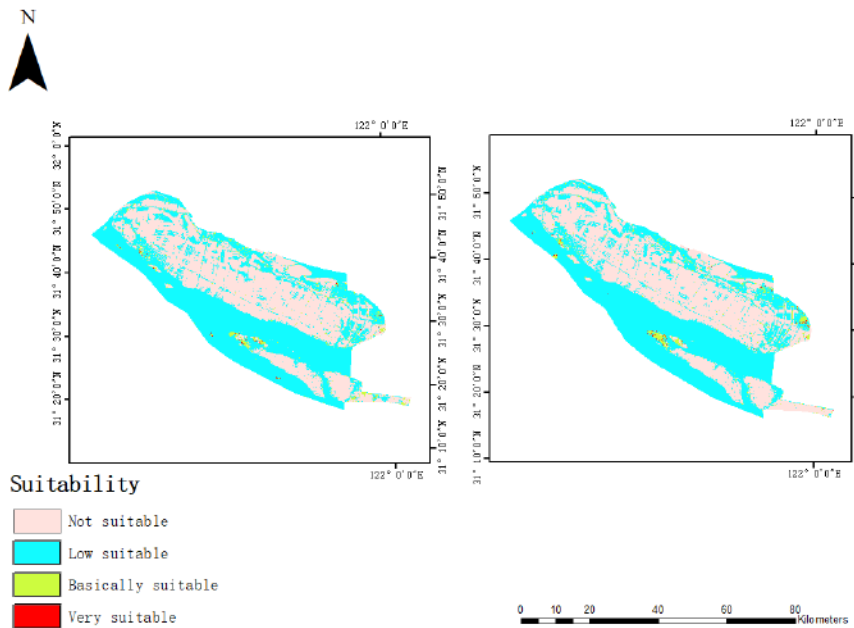 N
122° 0'0"E
122° 0'0"E
32° 0'0"N
31° 50'0"N
31° 40'0"N
31° 30'0"N
31° 20'0"N
31° 50'0"N
31° 40'0"N
31° 30'0"N
31° 20'0"N
31° 10'0"N
31° 50'0"N
31° 40'0"N
31° 30'0"N
31° 20'0"N
31° 10'0"N
122° 0'0"E
122° 0'0"E
Suitability
Not suitable
Low suitable
Basically suitable
Very suitable
0 10 20 40 60 80
Kilometers